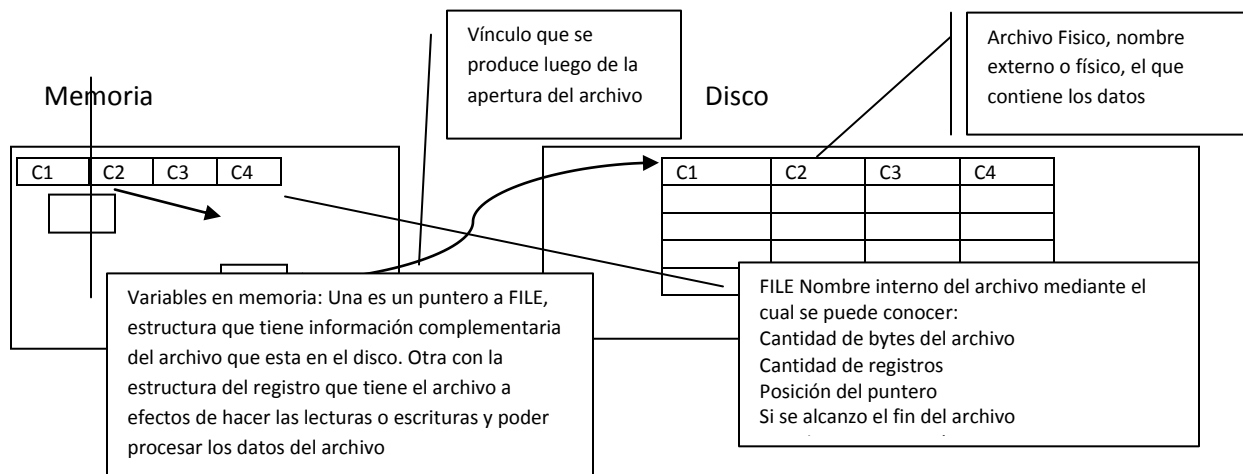 Vínculo que se
produce luego de la
apertura del archivo
Archivo Fisico, nombre
externo o físico, el que
contiene los datos
Memoria
Disco
C1 C2 C3 C4
C1 C2 C3 C4
Variables en memoria: Una es un puntero a FILE,
estructura que tiene información complementaria
del archivo que esta en el disco. Otra con la
estructura del registro que tiene el archivo a
efectos de hacer las lecturas o escrituras y poder
procesar los datos del archivo
FILE Nombre interno del archivo mediante el
cual se puede conocer:
Cantidad de bytes del archivo
Cantidad de registros
Posición del puntero
Si se alcanzo el fin del archivo